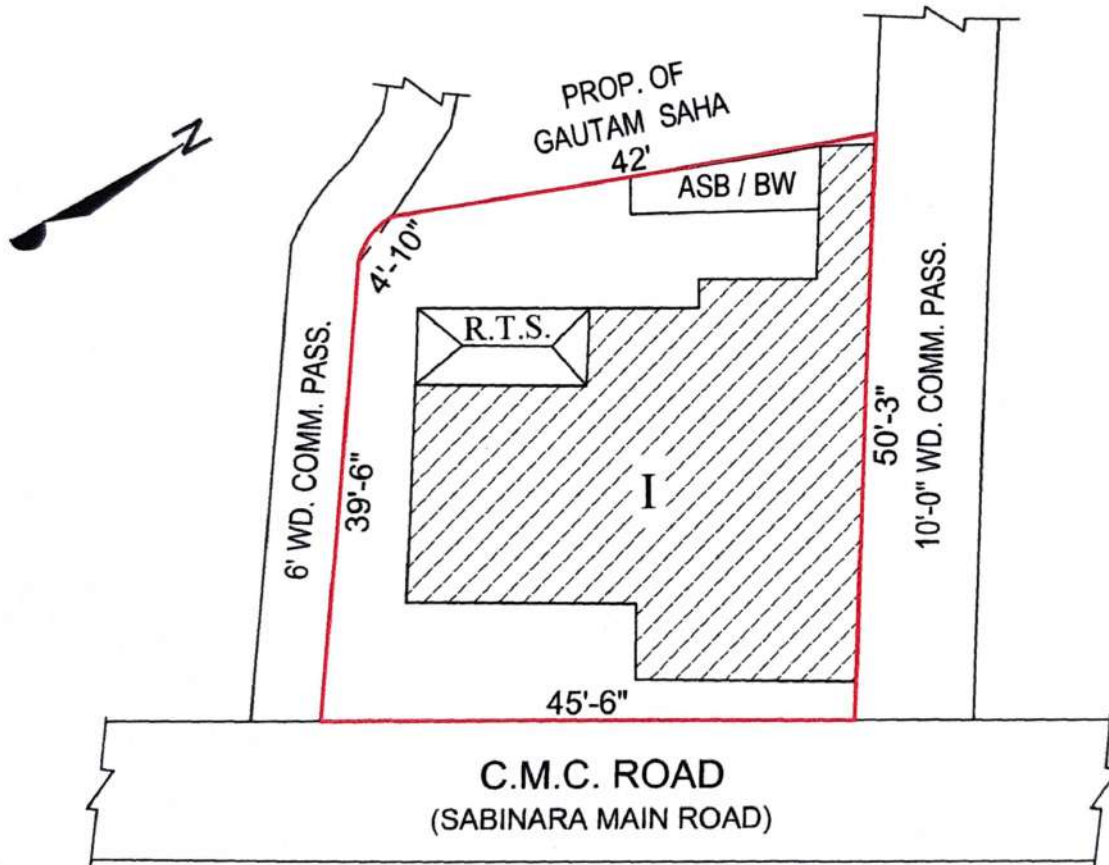 PROP. OF
GAUTAM SAHA
42'
N
ASB / BW
4'-10"
R.T.S.
6' WD. COMM. PASS.
39'-6"
I
50'-3"
10'-0" WD. COMM. PASS.
45'-6"
C.M.C. ROAD
(SABINARA MAIN ROAD)